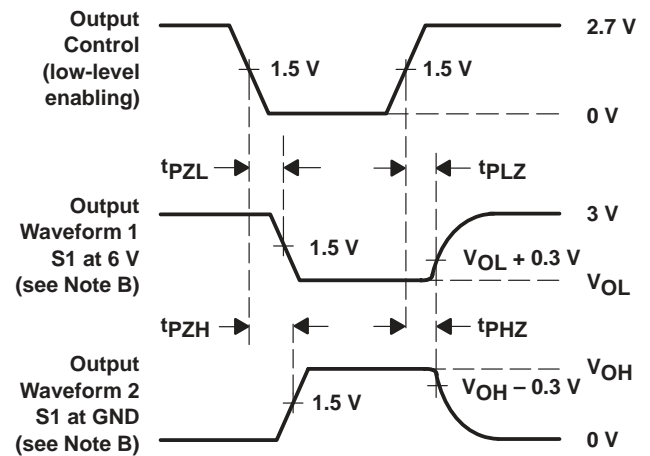 Output
Control
(low-level
enabling)
2.7 V
1.5 V
1.5 V
0 V
tPZL
tPLZ
Output
Waveform 1
S1 at 6 V
(see Note B)
3 V
1.5 V
VOL + 0.3 V
VOL
tPZH
tPHZ
Output
Waveform 2
S1 at GND
(see Note B)
VOH
VOH – 0.3 V
1.5 V
0 V